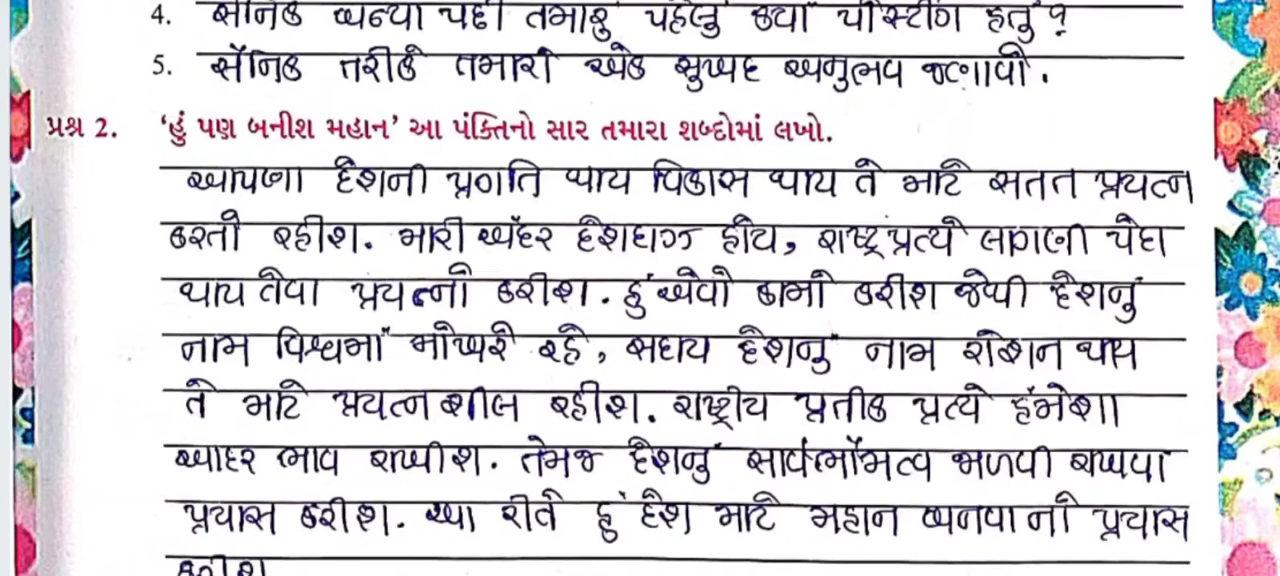 4. સૈનિક બન્યા પછી તમારું પહેલું ક્યાં પોસ્ટીંગ હતું ?
5. સૈનિક તરીકે તમારો એક સુખદ અનુભવ જણાવો.
પ્રશ્ન 2. ‘હું પણ બનીશ મહાન’ આ પંક્તિનો સાર તમારા શબ્દોમાં લખો.
આપણા દેશની પ્રગતિ થાય વિકાસ થાય તે માટે સતત પ્રયત્ન
કરતો રહીશ. મારી અંદર દેશદાઝ હોય, રાષ્ટ્ર પ્રત્યે લાગણી પેદા
થાય તેવા પ્રયત્નો કરીશ. હું એવો કામો કરીશ જેથી દેશનું
નામ વિશ્વમાં મોખરે રહે, સદાય દેશનું નામ રોશન થાય
તે માટે પ્રયત્નશીલ રહીશ. રાષ્ટ્રીય પ્રતીક પ્રત્યે હંમેશા
આદર ભાવ રાખીશ. તેમજ દેશનું સાર્વભૌમત્વ જાળવી રાખવા
પ્રયાસ કરીશ. આ રીતે હું દેશ માટે મહાન બનવાનો પ્રયાસ